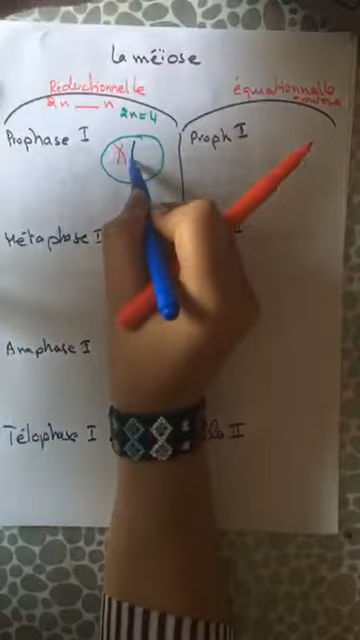 La méiose
Réductionnelle
2n — n
2n=4
équationnelle
Prophase I
Proph I
Métaphase I
Anaphase I
Télophase I
II